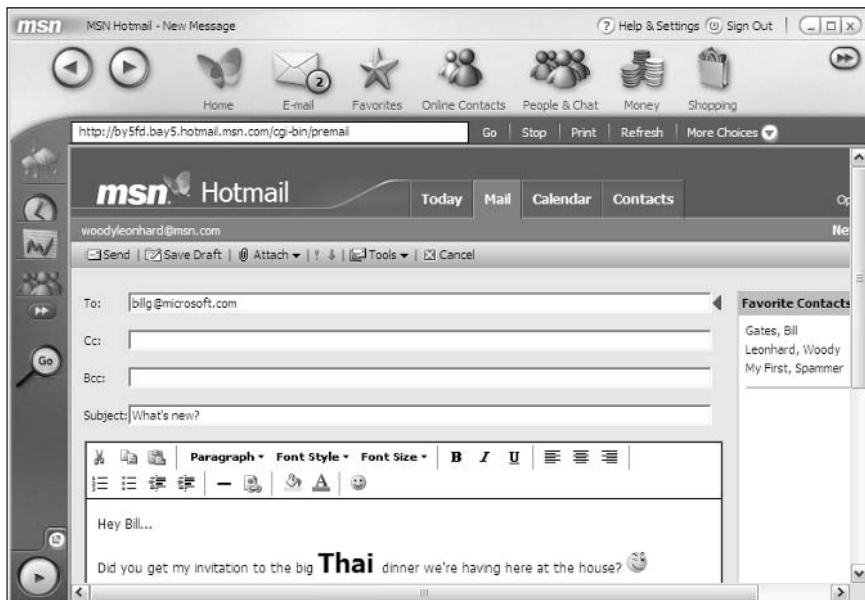 msn MSN Hotmail - New Message ? Help & Settings Sign Out
2
Home E-mail Favorites Online Contacts People & Chat Money Shopping
http://by5fd.bay5.hotmail.msn.com/cgi-bin/premail Go Stop Print Refresh More Choices
msn Hotmail Today Mail Calendar Contacts Op
woodyleonhard@msn.com Ne
Send | Save Draft | Attach | ! | Tools | Cancel
To: billg@microsoft.com Favorite Contacts
Gates, Bill
Cc: Leonhard, Woody
My First, Spammer
Go
Bcc:
Subject: What's new?
Paragraph Font Style Font Size B I U
A
Hey Bill...
Did you get my invitation to the big Thai dinner we're having here at the house?